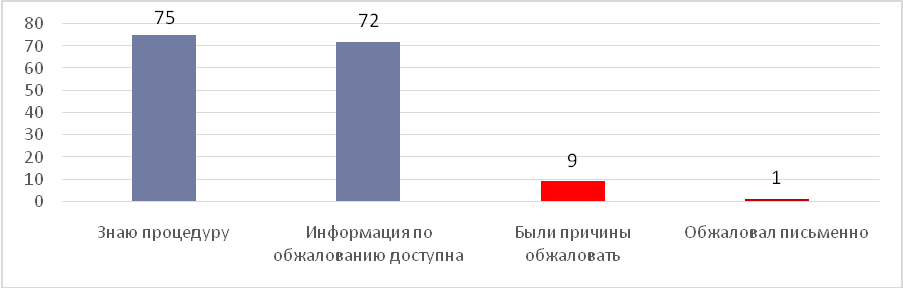 80
70
60
50
40
30
20
10
0
75
72
9
1
Знаю процедуру
Информация по
обжалованию доступна
Были причины
обжаловать
Обжаловал письменно